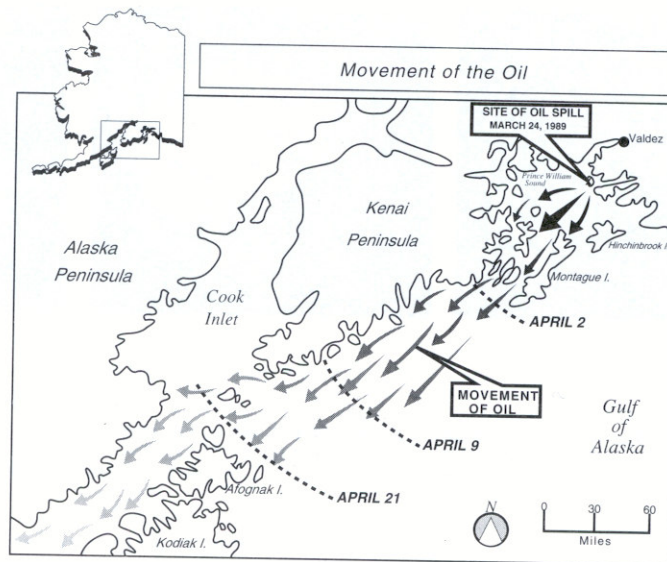 Movement of the Oil
SITE OF OIL SPILL
MARCH 24, 1989
Valdez
Prince William
Sound
Kenai
Peninsula
Hinchinbrook I.
Alaska
Peninsula
Montague I.
Cook
Inlet
APRIL 2
MOVEMENT
OF OIL
Gulf
of
Alaska
APRIL 9
Afognak I.
APRIL 21
N
0 30 60
Miles
Kodiak I.